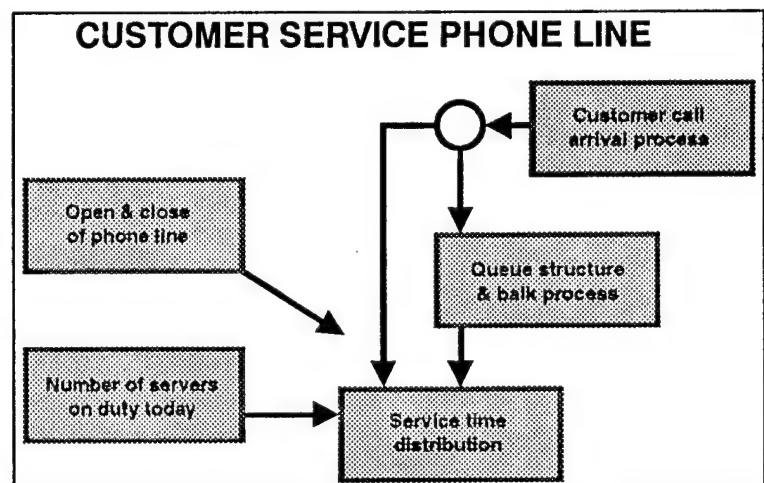 CUSTOMER SERVICE PHONE LINE
Customer call
arrival process
Open & close
of phone line
Queue structure
& balk process
Number of servers
on duty today
Service time
distribution